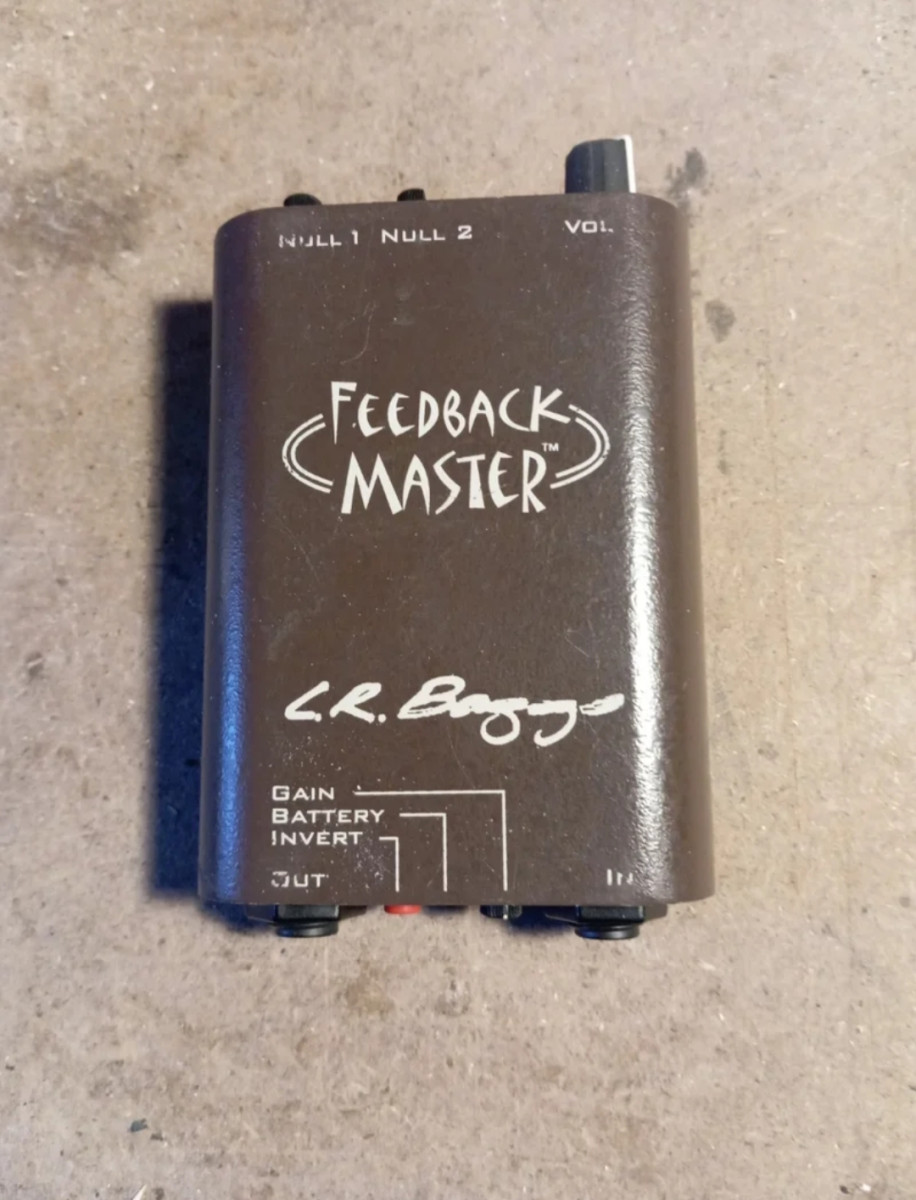 NULL 1 NULL 2 VOL.
FEEDBACK
MASTER™
L.R. Baggs
GAIN
BATTERY
INVERT
OUT IN